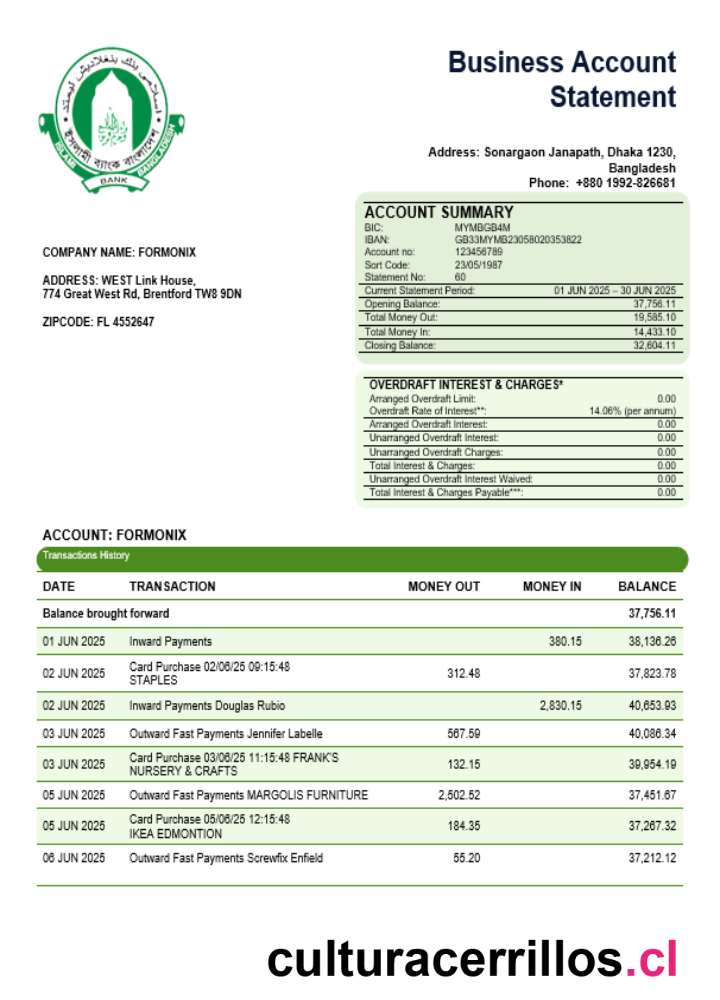 اسلامي بنك بنغلاديش ليمتد
ইসলামী ব্যাংক বাংলাদেশ
ISLAMI BANK BANGLADESH
Business Account
Statement
Address: Sonargaon Janapath, Dhaka 1230,
Bangladesh
Phone: +880 1992-826681
COMPANY NAME: FORMONIX
ADDRESS: WEST Link House,
774 Great West Rd, Brentford TW8 9DN
ZIPCODE: FL 4552647
ACCOUNT SUMMARY
BIC: MYMBGB4M
IBAN: GB33MYMB23058020353822
Account no: 123456789
Sort Code: 23/05/1987
Statement No: 60
Current Statement Period: 01 JUN 2025 – 30 JUN 2025
Opening Balance: 37,756.11
Total Money Out: 19,585.10
Total Money In: 14,433.10
Closing Balance: 32,604.11
OVERDRAFT INTEREST & CHARGES*
Arranged Overdraft Limit: 0.00
Overdraft Rate of Interest**: 14.06% (per annum)
Arranged Overdraft Interest: 0.00
Unarranged Overdraft Interest: 0.00
Unarranged Overdraft Charges: 0.00
Total Interest & Charges: 0.00
Unarranged Overdraft Interest Waived: 0.00
Total Interest & Charges Payable***: 0.00
ACCOUNT: FORMONIX
Transactions History
DATE TRANSACTION MONEY OUT MONEY IN BALANCE
Balance brought forward 37,756.11
01 JUN 2025 Inward Payments 380.15 38,136.26
02 JUN 2025 Card Purchase 02/06/25 09:15:48
STAPLES 312.48 37,823.78
02 JUN 2025 Inward Payments Douglas Rubio 2,830.15 40,653.93
03 JUN 2025 Outward Fast Payments Jennifer Labelle 567.59 40,086.34
03 JUN 2025 Card Purchase 03/06/25 11:15:48 FRANK'S
NURSERY & CRAFTS 132.15 39,954.19
05 JUN 2025 Outward Fast Payments MARGOLIS FURNITURE 2,502.52 37,451.67
05 JUN 2025 Card Purchase 05/06/25 12:15:48
IKEA EDMONTION 184.35 37,267.32
06 JUN 2025 Outward Fast Payments Screwfix Enfield 55.20 37,212.12
culturacerrillos.cl